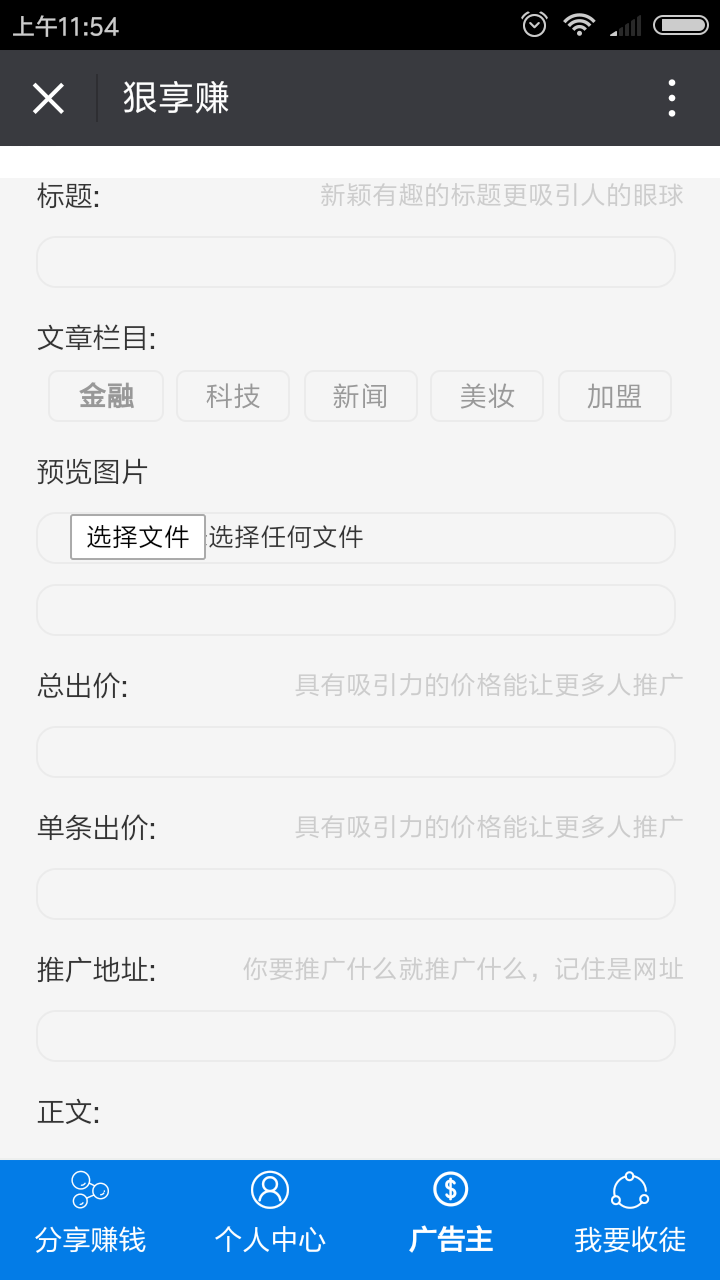 上午11:54
狠享赚
标题: 新颖有趣的标题更吸引人的眼球
文章栏目:
金融 科技 新闻 美妆 加盟
预览图片
选择文件 选择任何文件
总出价: 具有吸引力的价格能让更多人推广
单条出价: 具有吸引力的价格能让更多人推广
推广地址: 你要推广什么就推广什么，记住是网址
正文:
分享赚钱 个人中心 广告主 我要收徒